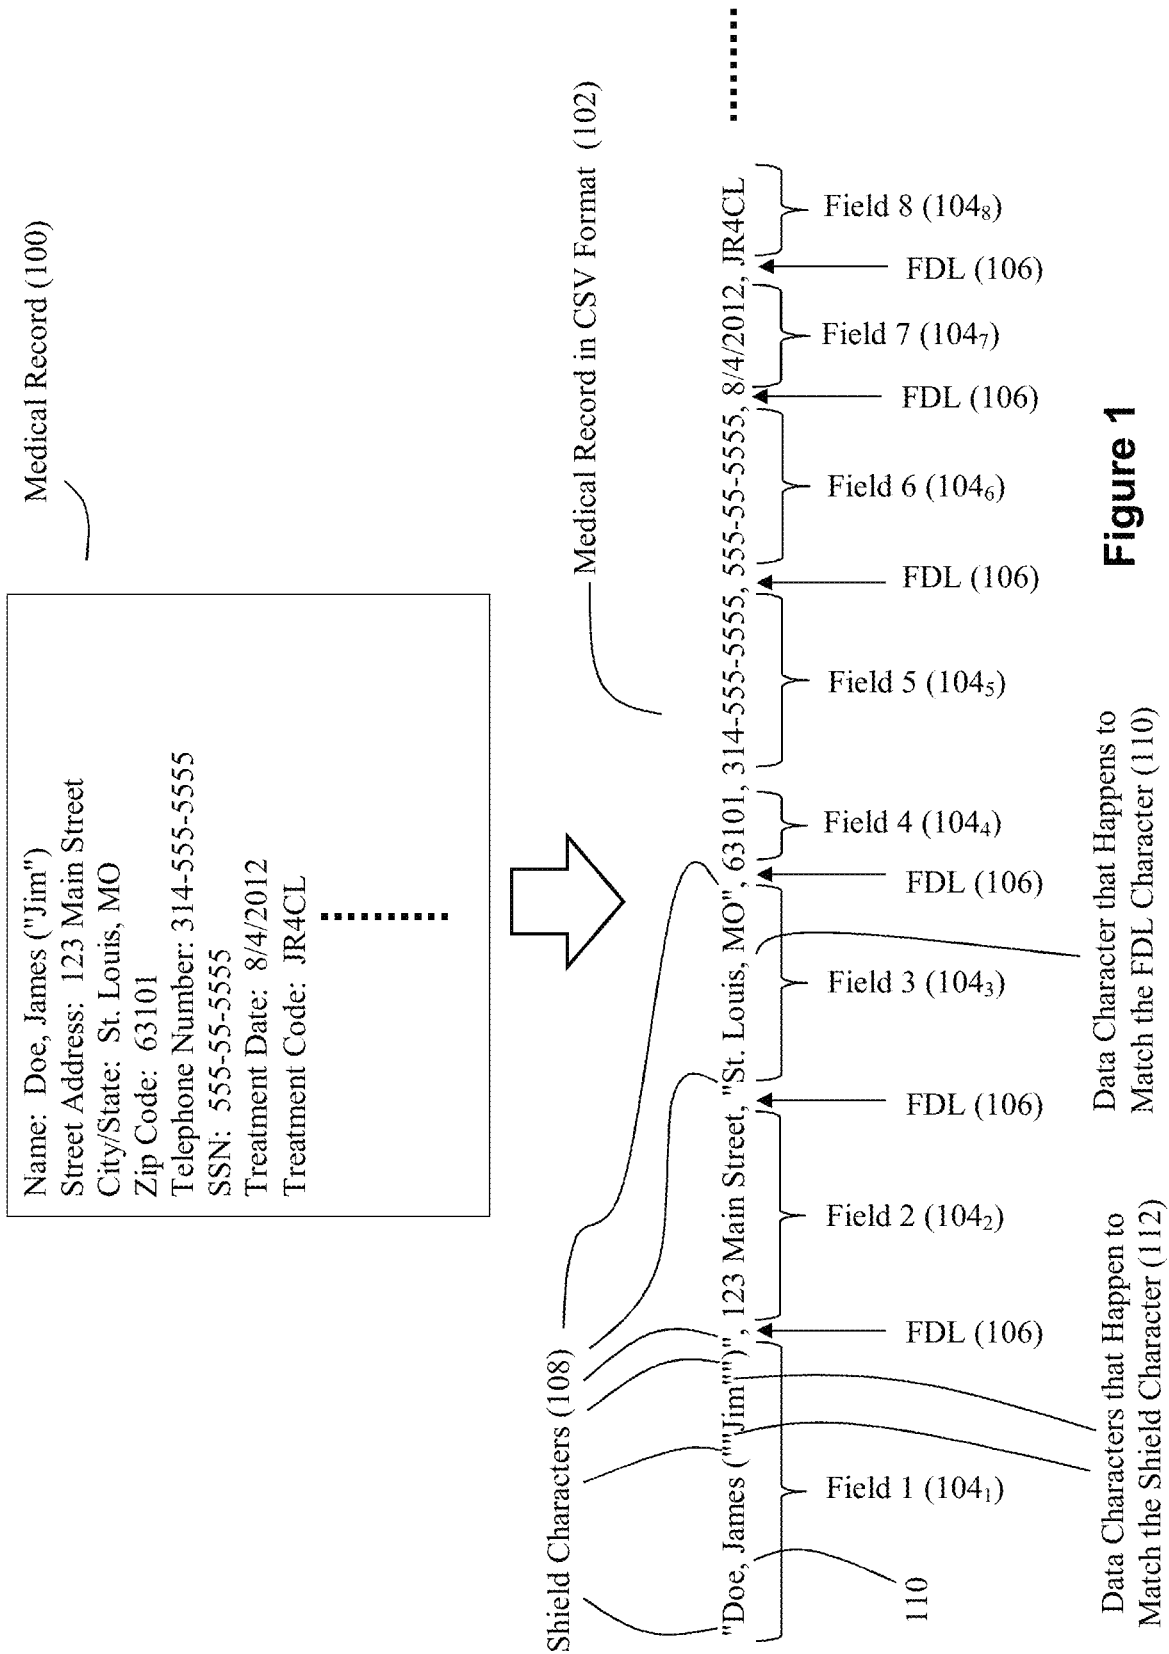 Medical Record (100)
Name:  Doe, James ("Jim")
Street Address:  123 Main Street
City/State:  St. Louis, MO
Zip Code:  63101
Telephone Number: 314-555-5555
SSN:  555-55-5555
Treatment Date:  8/4/2012
Treatment Code:  JR4CL
Medical Record in CSV Format  (102)
Shield Characters (108)
"Doe, James (""Jim"")", 123 Main Street, "St. Louis, MO", 63101, 314-555-5555, 555-55-5555, 8/4/2012, JR4CL
110
Field 1 (104₁)
FDL (106)
Field 2 (104₂)
FDL (106)
Field 3 (104₃)
FDL (106)
Field 4 (104₄)
Field 5 (104₅)
FDL (106)
Field 6 (104₆)
FDL (106)
Field 7 (104₇)
FDL (106)
Field 8 (104₈)
Data Characters that Happen to
Match the Shield Character (112)
Data Character that Happens to
Match the FDL Character (110)
Figure 1